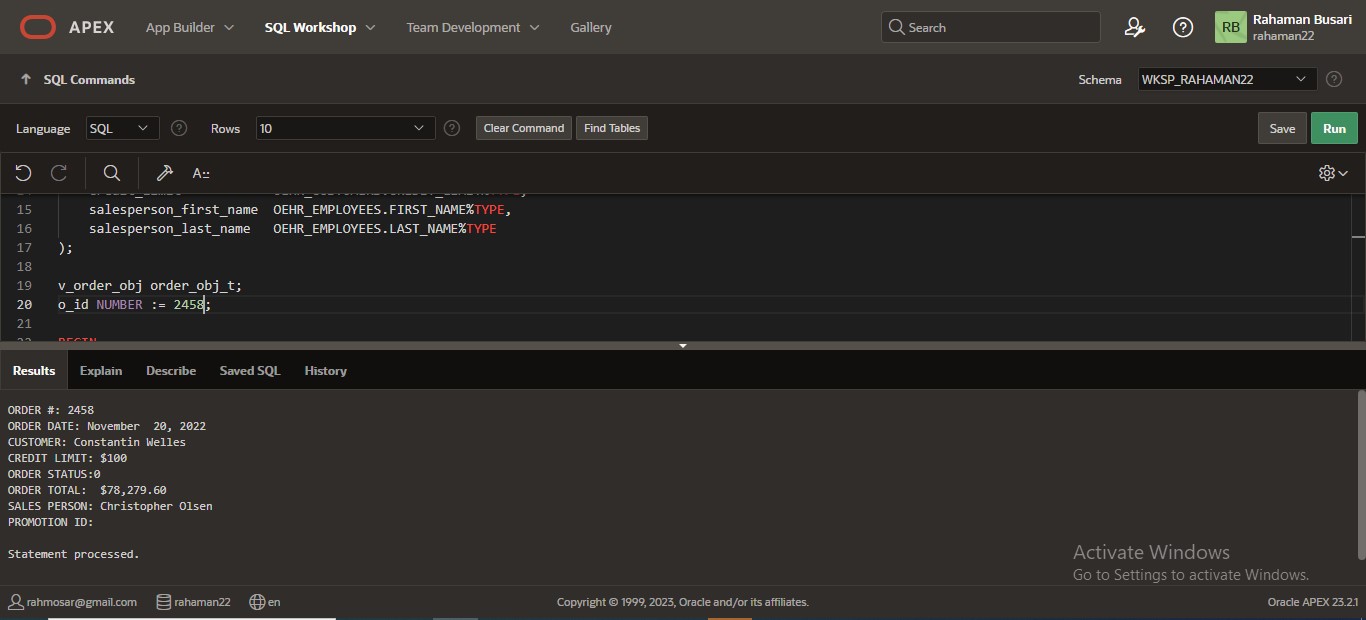 APEX App Builder SQL Workshop Team Development Gallery Search RB Rahaman Busari
rahaman22
SQL Commands Schema WKSP_RAHAMAN22
Language SQL Rows 10 Clear Command Find Tables Save Run
A::
15 salesperson_first_name OEHR_EMPLOYEES.FIRST_NAME%TYPE,
16 salesperson_last_name OEHR_EMPLOYEES.LAST_NAME%TYPE
17 );
18
19 v_order_obj order_obj_t;
20 o_id NUMBER := 2458;
21
22 BEGIN
Results Explain Describe Saved SQL History
ORDER #: 2458
ORDER DATE: November 20, 2022
CUSTOMER: Constantin Welles
CREDIT LIMIT: $100
ORDER STATUS:0
ORDER TOTAL: $78,279.60
SALES PERSON: Christopher Olsen
PROMOTION ID:
Statement processed.
Activate Windows
Go to Settings to activate Windows.
rahmosar@gmail.com rahaman22 en Copyright © 1999, 2023, Oracle and/or its affiliates. Oracle APEX 23.2.1